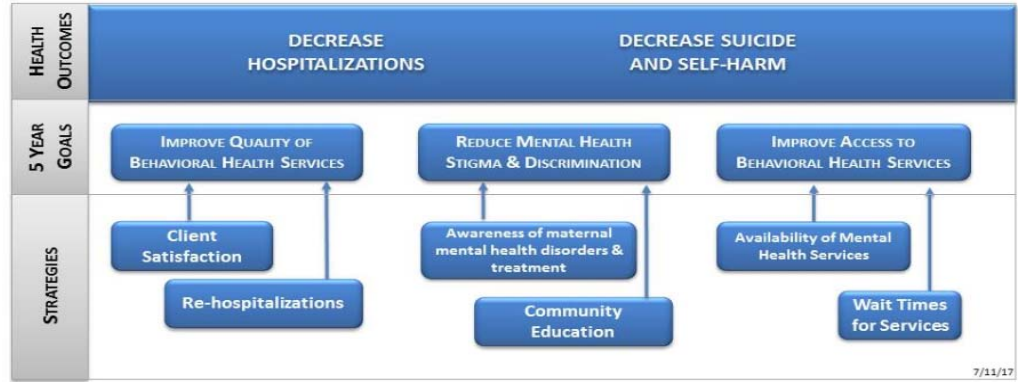 HEALTH
OUTCOMES
DECREASE
HOSPITALIZATIONS
DECREASE SUICIDE
AND SELF-HARM
5 YEAR
GOALS
IMPROVE QUALITY OF
BEHAVIORAL HEALTH SERVICES
REDUCE MENTAL HEALTH
STIGMA & DISCRIMINATION
IMPROVE ACCESS TO
BEHAVIORAL HEALTH SERVICES
STRATEGIES
Client
Satisfaction
Re-hospitalizations
Awareness of maternal
mental health disorders &
treatment
Community
Education
Availability of Mental
Health Services
Wait Times
for Services
7/11/17